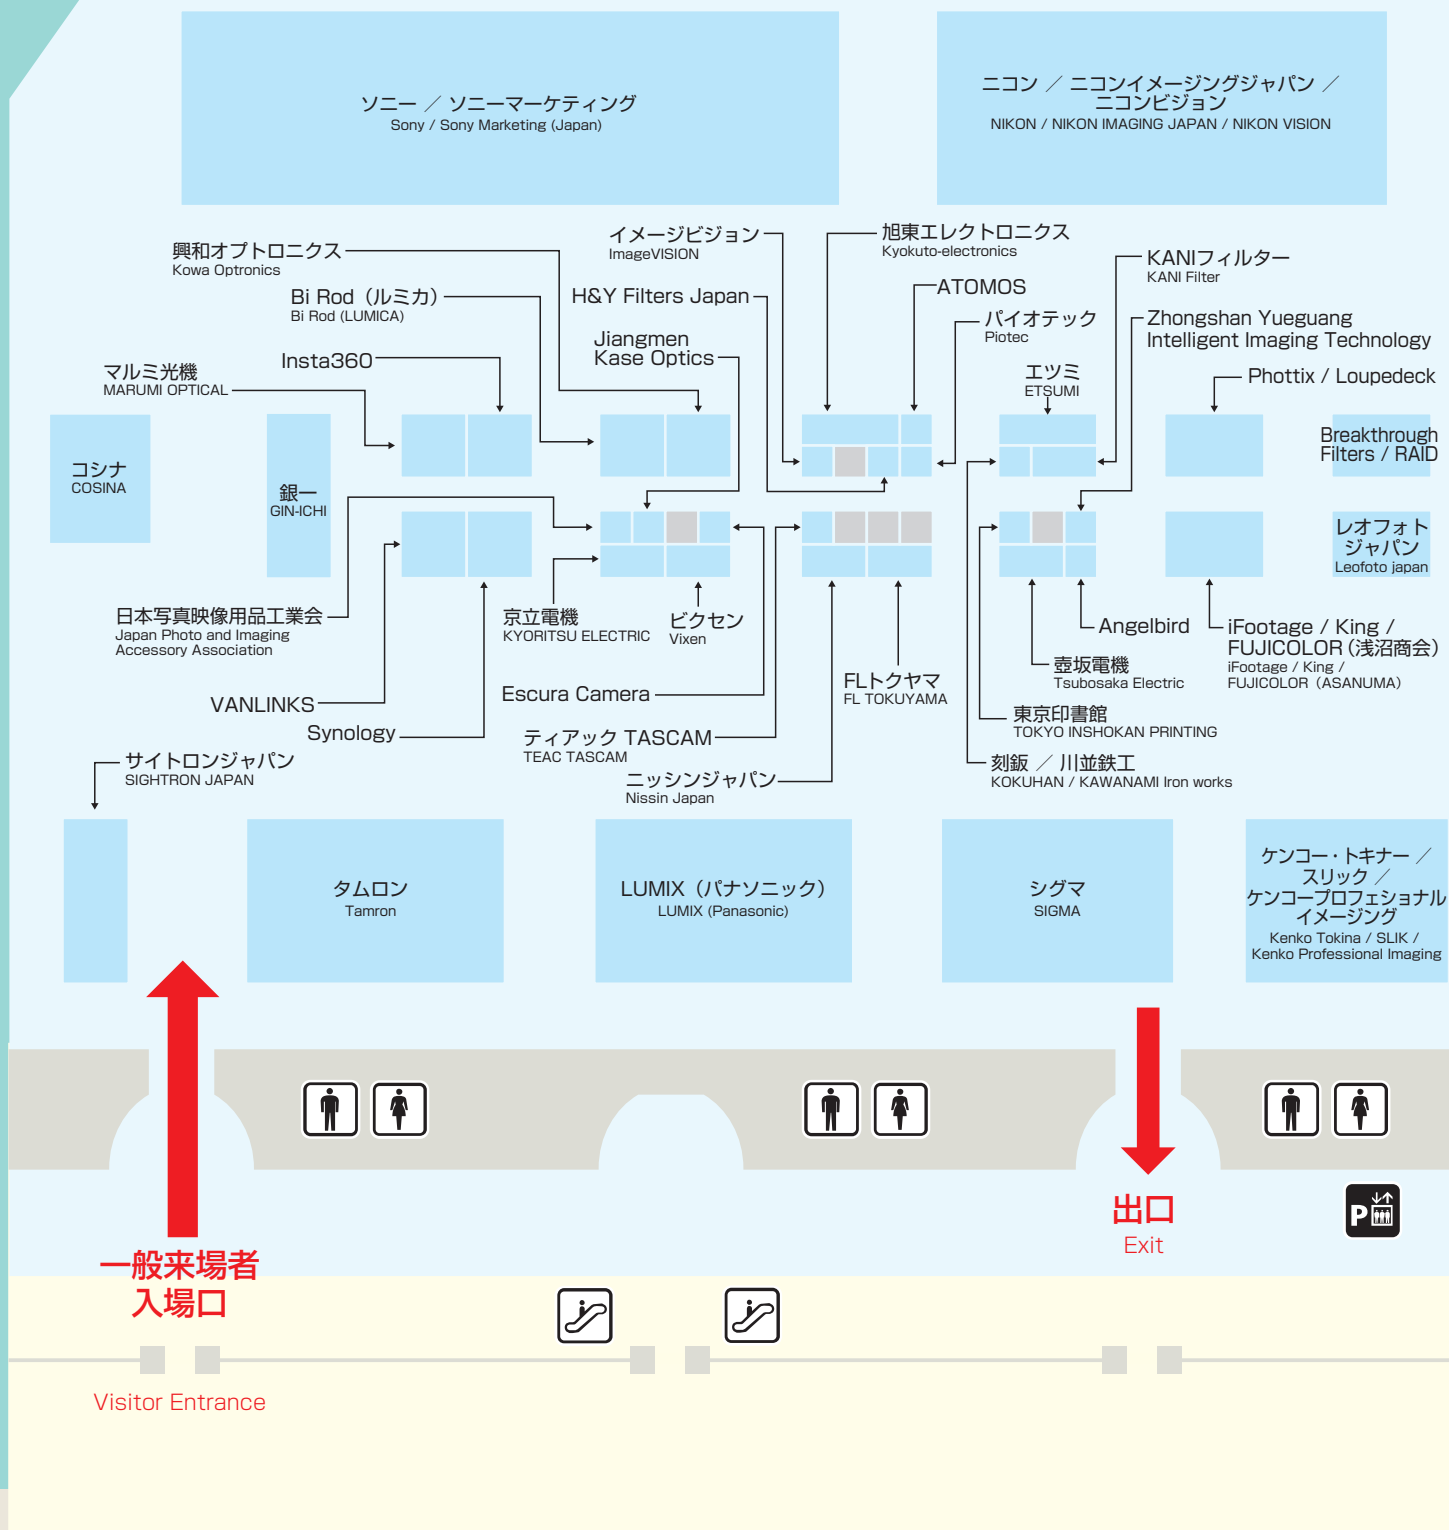 ソニー ／ ソニーマーケティング
Sony / Sony Marketing (Japan)
ニコン ／ ニコンイメージングジャパン ／
ニコンビジョン
NIKON / NIKON IMAGING JAPAN / NIKON VISION
興和オプトロニクス
Kowa Optronics
イメージビジョン
ImageVISION
旭東エレクトロニクス
Kyokuto-electronics
KANIフィルター
KANI Filter
Bi Rod（ルミカ）
Bi Rod (LUMICA)
H&Y Filters Japan
ATOMOS
パイオテック
Piotec
Zhongshan Yueguang
Intelligent Imaging Technology
Jiangmen
Kase Optics
Insta360
マルミ光機
MARUMI OPTICAL
エツミ
ETSUMI
Phottix / Loupedeck
コシナ
COSINA
銀一
GIN-ICHI
Breakthrough
Filters / RAID
レオフォト
ジャパン
Leofoto japan
日本写真映像用品工業会
Japan Photo and Imaging
Accessory Association
京立電機
KYORITSU ELECTRIC
ビクセン
Vixen
Angelbird
iFootage / King /
FUJICOLOR（浅沼商会）
iFootage / King /
FUJICOLOR（ASANUMA）
壺坂電機
Tsubosaka Electric
FLトクヤマ
FL TOKUYAMA
Escura Camera
VANLINKS
東京印書館
TOKYO INSHOKAN PRINTING
Synology
ティアック TASCAM
TEAC TASCAM
サイトロンジャパン
SIGHTRON JAPAN
刻鈑 ／ 川並鉄工
KOKUHAN / KAWANAMI Iron works
ニッシンジャパン
Nissin Japan
タムロン
Tamron
LUMIX（パナソニック）
LUMIX (Panasonic)
シグマ
SIGMA
ケンコー・トキナー ／
スリック ／
ケンコープロフェショナル
イメージング
Kenko Tokina / SLIK /
Kenko Professional Imaging
出口
Exit
P
一般来場者
入場口
Visitor Entrance